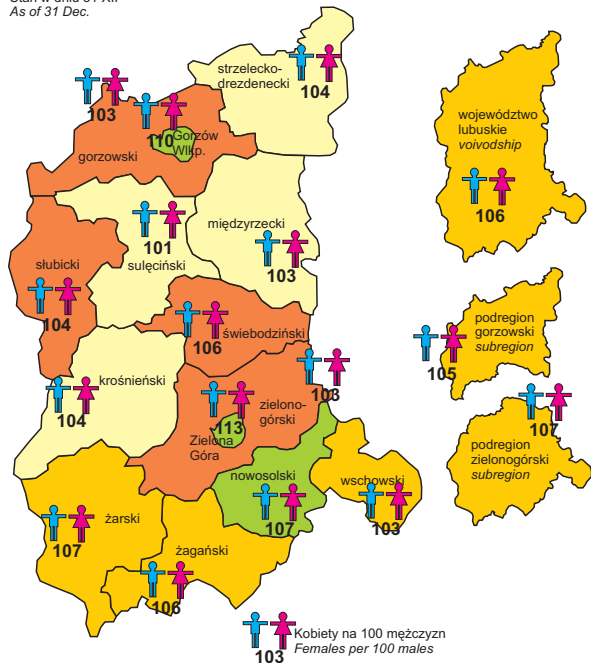 As of 31 Dec.
strzelecko-
drezdenecki
104
103
110
Gorzów
Wlkp.
gorzowski
województwo
lubuskie
voivodship
106
101
sulęciński
międzyrzecki
103
słubicki
104
106
świebodziński
podregion
gorzowski
subregion
105
krośnieński
104
103
zielono-
górski
113
Zielona
Góra
107
podregion
zielonogórski
subregion
nowosolski
107
wschowski
103
żarski
107
żagański
106
103
Kobiety na 100 mężczyzn
Females per 100 males